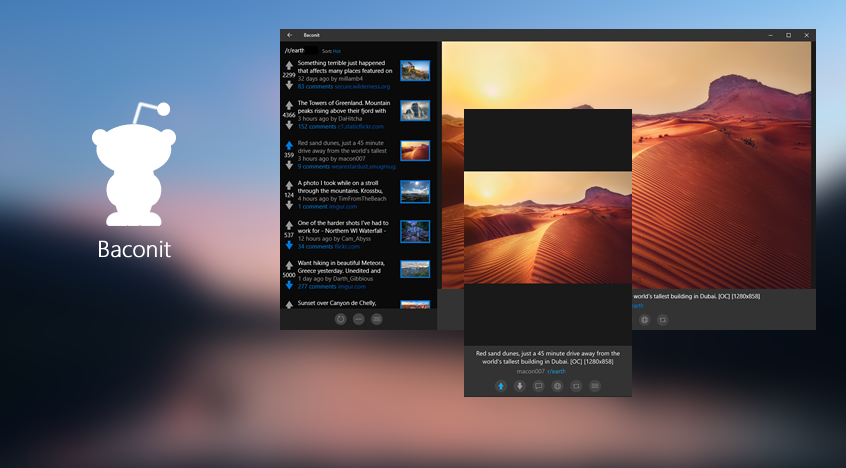 Baconit
Baconit
/r/earth
Sort: Hot
Something terrible just happened
that affects many places featured on
32 days ago by millamb4
2299
83 comments secure.wilderness.org
The Towers of Greenland. Mountain
peaks rising above their fjord with
3 hours ago by DaHitcha
4366
152 comments c1.staticflickr.com
Red sand dunes, just a 45 minute
drive away from the world's tallest
3 hours ago by macon007
359
9 comments
A photo I took while on a stroll
through the mountains. Krossbu,
4 hours ago by TimFromTheBeach
124
1 comment imgur.com
One of the harder shots I've had to
work for - Northern WI Waterfall -
12 hours ago by Cam_Abyss
537
34 comments flickr.com
Want hiking in beautiful Meteora,
Greece yesterday. Unedited and
1 day ago by Darth_Gibbious
5000
277 comments imgur.com
Sunset over Canyon de Chelly,
world's tallest building in Dubai. [OC] [1280x858]
earth
Red sand dunes, just a 45 minute drive away from the
world's tallest building in Dubai. [OC] [1280x858]
macon007 r/earth